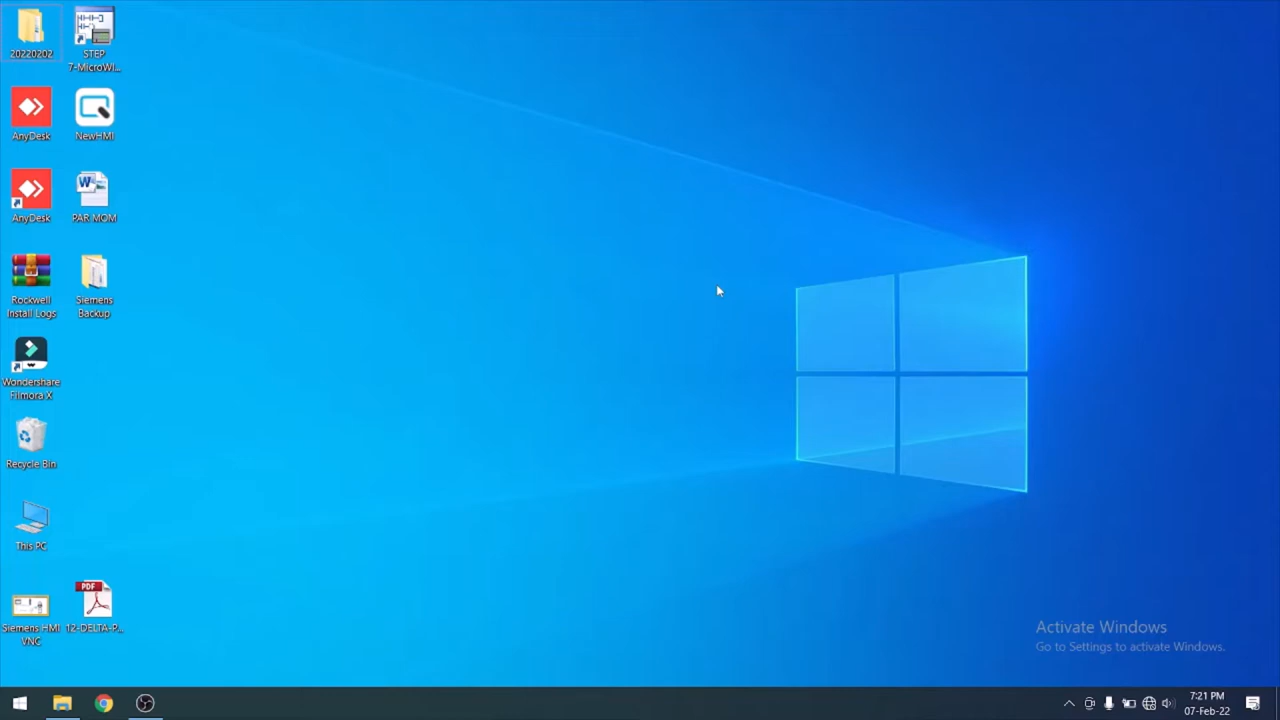 20220202
STEP
7-MicroWI...
AnyDesk
NewHMI
AnyDesk
PAR MOM
Rockwell
Install Logs
Siemens
Backup
Wondershare
Filmora X
Recycle Bin
This PC
Siemens HMI
VNC
PDF
12-DELTA-P...
Activate Windows
Go to Settings to activate Windows.
7:21 PM
07-Feb-22